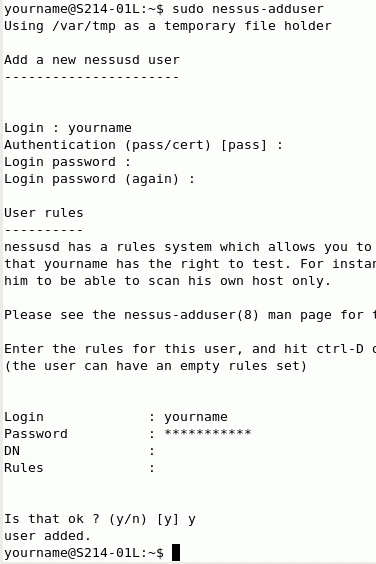 yourname@S214-01L:~$ sudo nessus-adduser
Using /var/tmp as a temporary file holder
Add a new nessusd user
----------------------
Login : yourname
Authentication (pass/cert) [pass] :
Login password :
Login password (again) :
User rules
----------
nessusd has a rules system which allows you to
that yourname has the right to test. For instan
him to be able to scan his own host only.
Please see the nessus-adduser(8) man page for t
Enter the rules for this user, and hit ctrl-D o
(the user can have an empty rules set)
Login : yourname
Password : ***********
DN :
Rules :
Is that ok ? (y/n) [y] y
user added.
yourname@S214-01L:~$